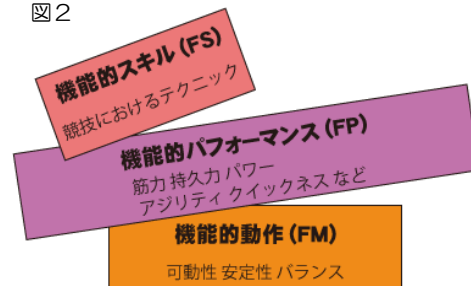 図２
機能的スキル（FS）
競技におけるテクニック
機能的パフォーマンス（FP）
筋力 持久力 パワー
アジリティ クイックネス など
機能的動作（FM）
可動性 安定性 バランス